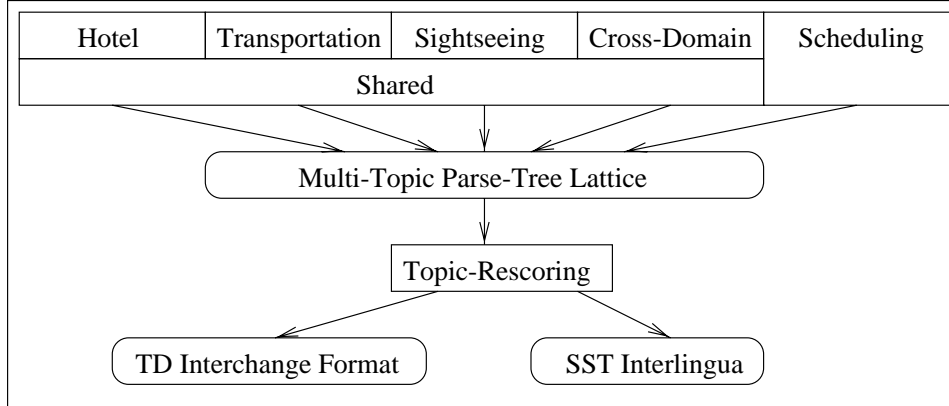 Hotel Transportation Sightseeing Cross-Domain Scheduling
Shared
Multi-Topic Parse-Tree Lattice
Topic-Rescoring
TD Interchange Format SST Interlingua